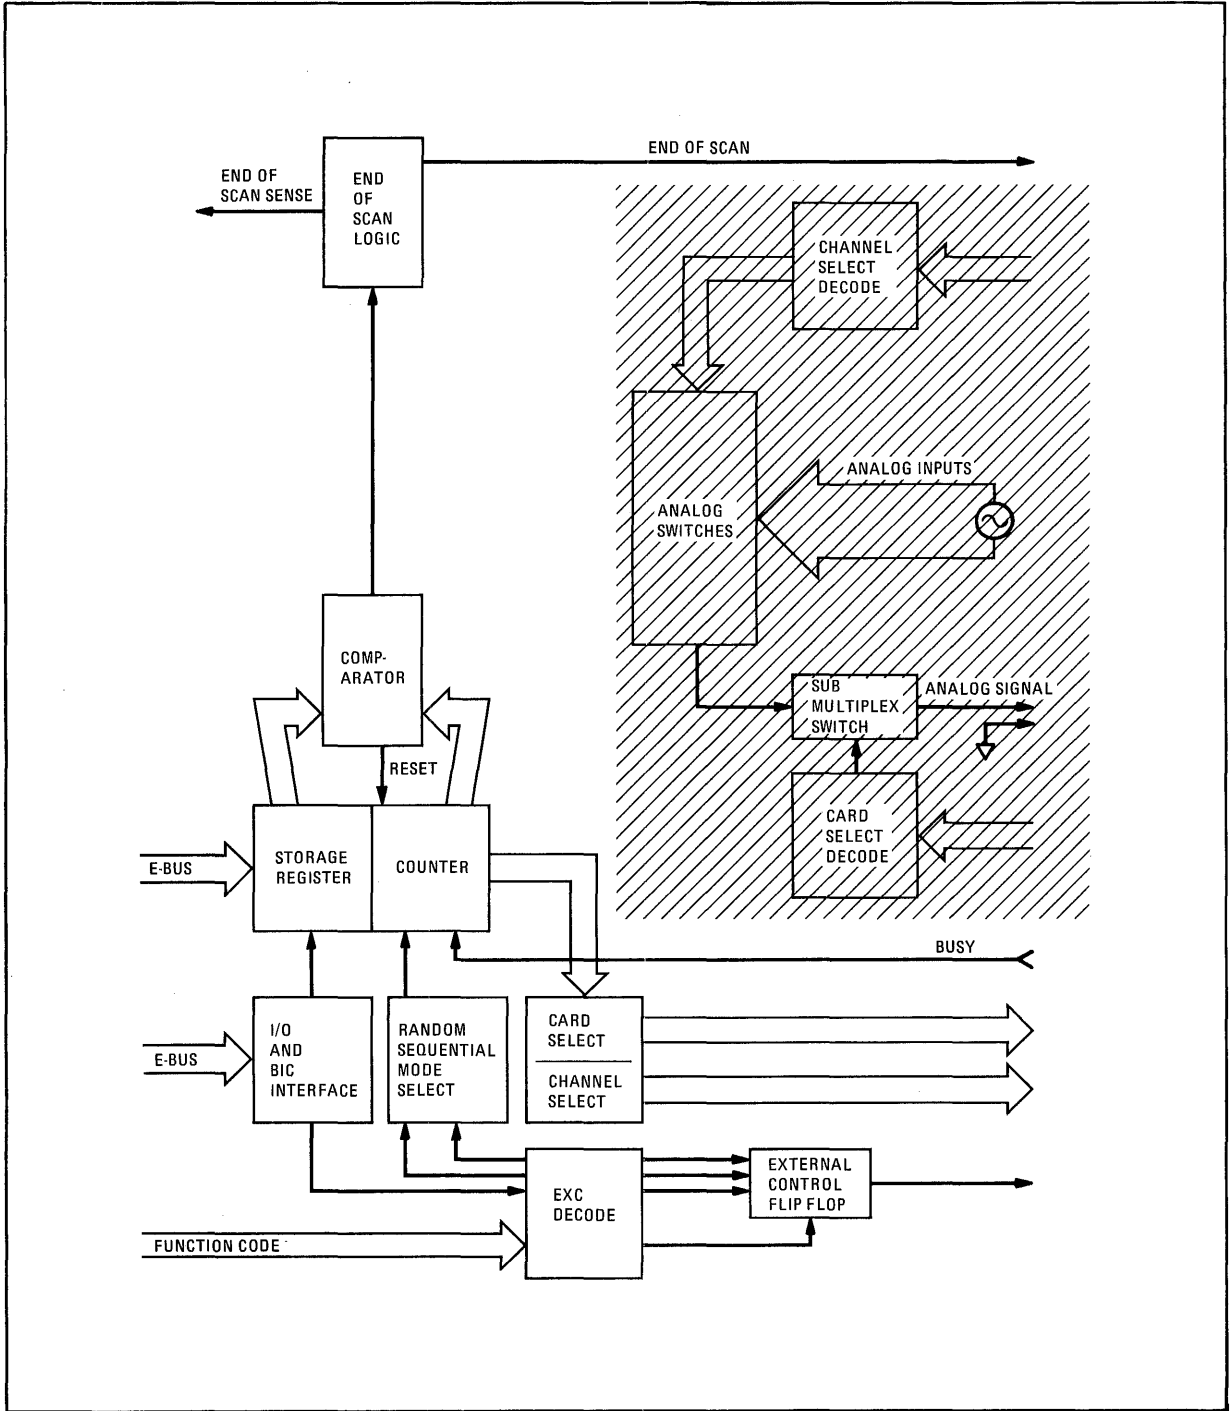 END OF SCAN
END OF
SCAN SENSE
END
OF
SCAN
LOGIC
CHANNEL
SELECT
DECODE
ANALOG INPUTS
ANALOG
SWITCHES
COMP-
ARATOR
SUB
MULTIPLEX
SWITCH
ANALOG SIGNAL
RESET
CARD
SELECT
DECODE
E-BUS
STORAGE
REGISTER
COUNTER
BUSY
E-BUS
I/O
AND
BIC
INTERFACE
RANDOM
SEQUENTIAL
MODE
SELECT
CARD
SELECT
CHANNEL
SELECT
EXC
DECODE
EXTERNAL
CONTROL
FLIP FLOP
FUNCTION CODE